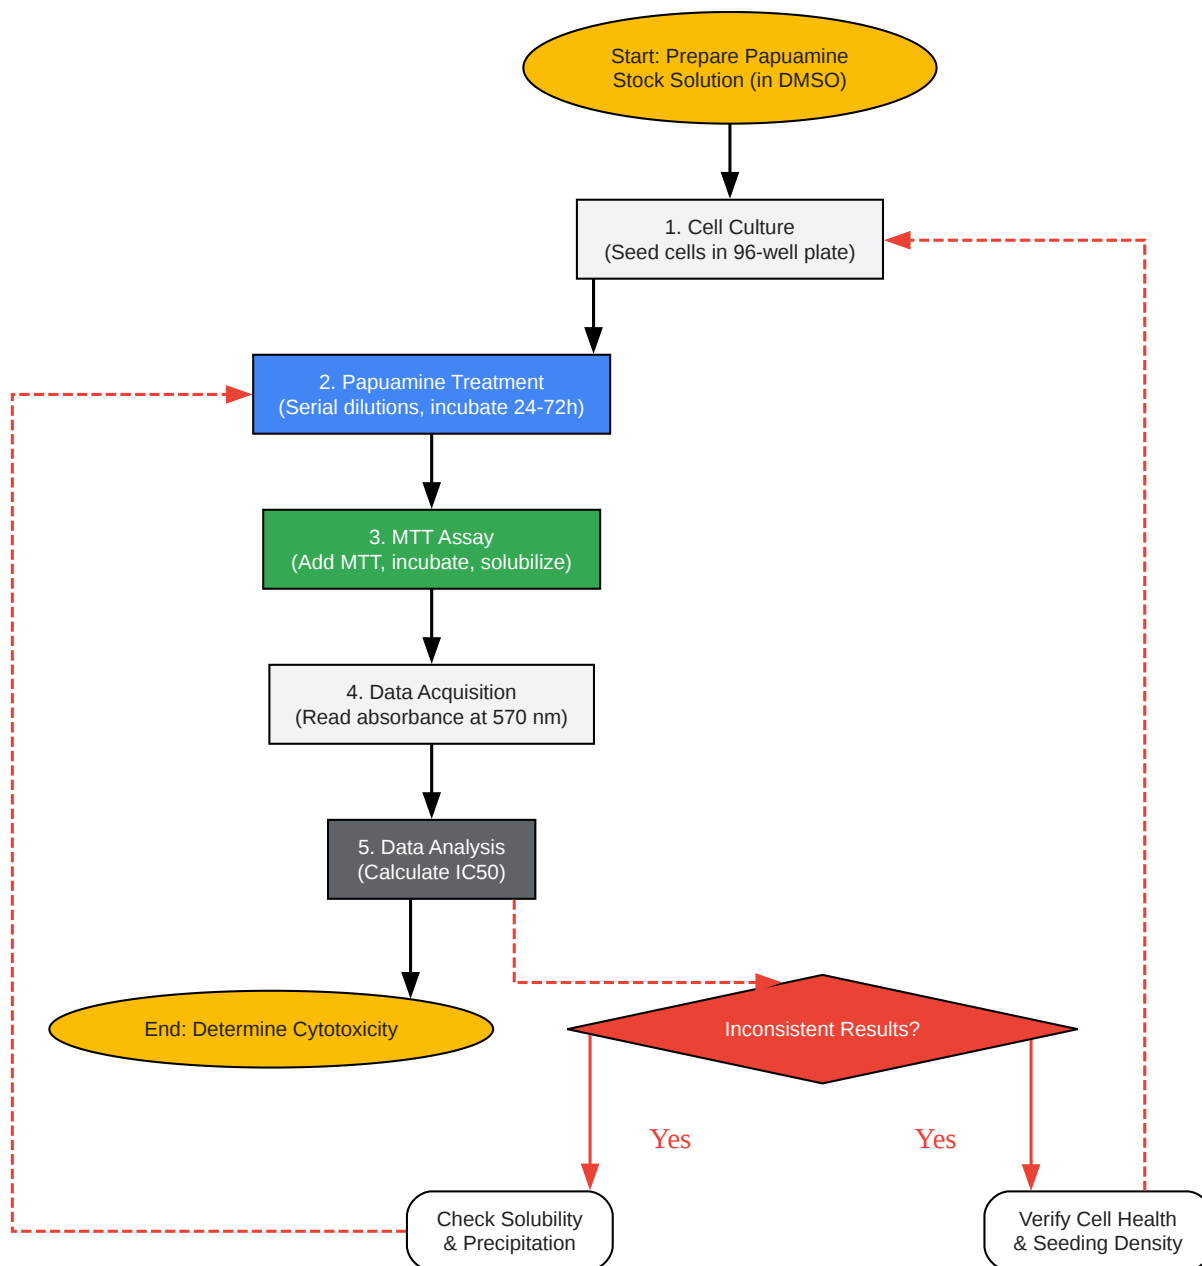 Start: Prepare Papuamine
Stock Solution (in DMSO)
1. Cell Culture
(Seed cells in 96-well plate)
2. Papuamine Treatment
(Serial dilutions, incubate 24-72h)
3. MTT Assay
(Add MTT, incubate, solubilize)
4. Data Acquisition
(Read absorbance at 570 nm)
5. Data Analysis
(Calculate IC50)
End: Determine Cytotoxicity
Inconsistent Results?
Yes
Yes
Check Solubility
& Precipitation
Verify Cell Health
& Seeding Density